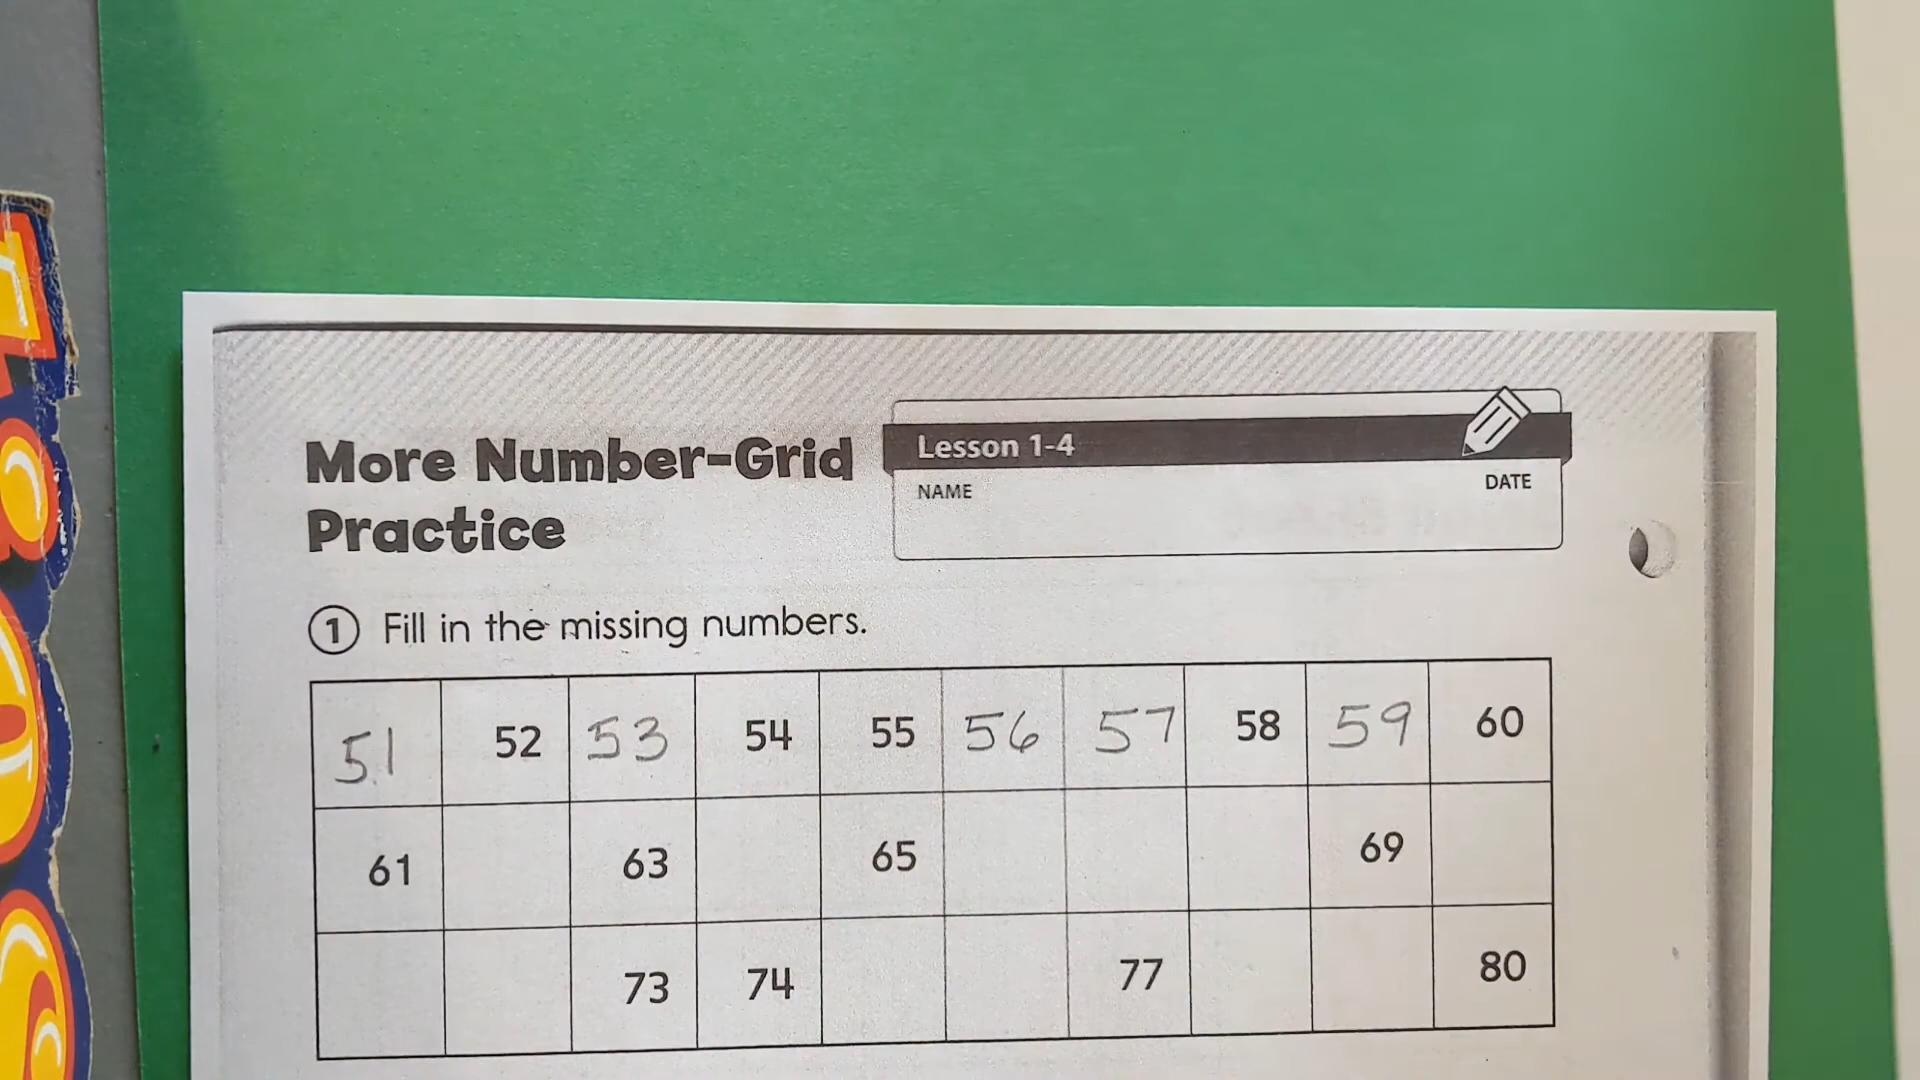 More Number-Grid
Practice
Lesson 1-4
NAME DATE
1 Fill in the missing numbers.
51 52 53 54 55 56 57 58 59 60
61 63 65 69
73 74 77 80